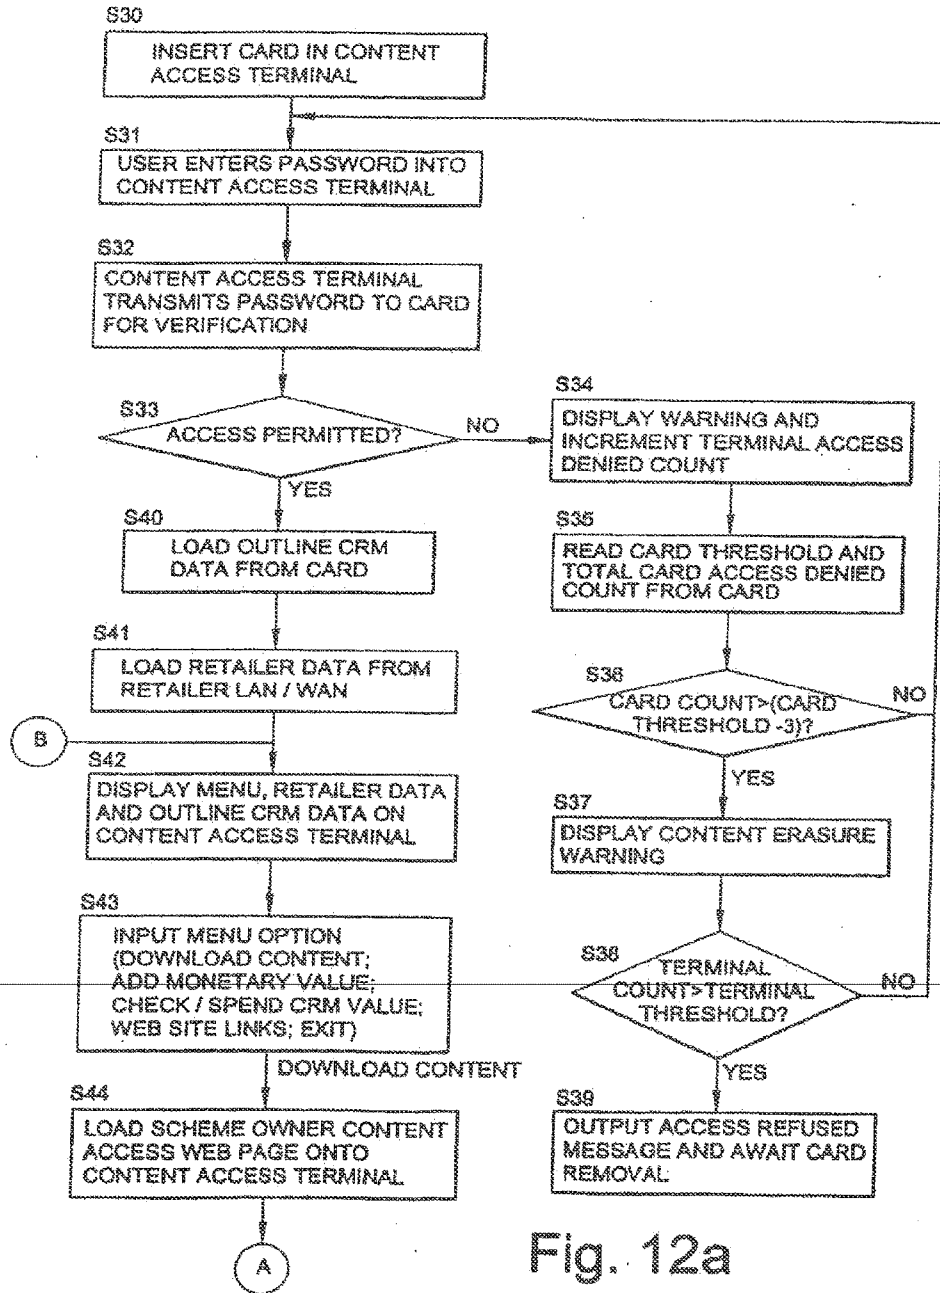 S30
INSERT CARD IN CONTENT
ACCESS TERMINAL
S31
USER ENTERS PASSWORD INTO
CONTENT ACCESS TERMINAL
S32
CONTENT ACCESS TERMINAL
TRANSMITS PASSWORD TO CARD
FOR VERIFICATION
S33
ACCESS PERMITTED?
NO
YES
S34
DISPLAY WARNING AND
INCREMENT TERMINAL ACCESS
DENIED COUNT
S35
READ CARD THRESHOLD AND
TOTAL CARD ACCESS DENIED
COUNT FROM CARD
S36
CARD COUNT>(CARD
THRESHOLD -3)?
NO
YES
S37
DISPLAY CONTENT ERASURE
WARNING
S38
TERMINAL
COUNT>TERMINAL
THRESHOLD?
NO
YES
S39
OUTPUT ACCESS REFUSED
MESSAGE AND AWAIT CARD
REMOVAL
S40
LOAD OUTLINE CRM
DATA FROM CARD
S41
LOAD RETAILER DATA FROM
RETAILER LAN / WAN
B
S42
DISPLAY MENU, RETAILER DATA
AND OUTLINE CRM DATA ON
CONTENT ACCESS TERMINAL
S43
INPUT MENU OPTION
(DOWNLOAD CONTENT;
ADD MONETARY VALUE;
CHECK / SPEND CRM VALUE;
WEB SITE LINKS; EXIT)
DOWNLOAD CONTENT
S44
LOAD SCHEME OWNER CONTENT
ACCESS WEB PAGE ONTO
CONTENT ACCESS TERMINAL
A
Fig. 12a